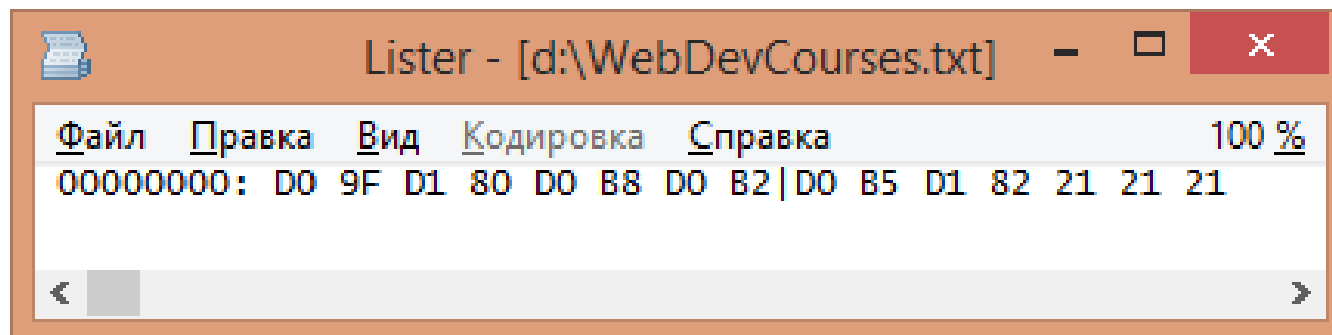 Lister - [d:\WebDevCourses.txt]
Файл Правка Вид Кодировка Справка 100 %
00000000: D0 9F D1 80 D0 B8 D0 B2|D0 B5 D1 82 21 21 21